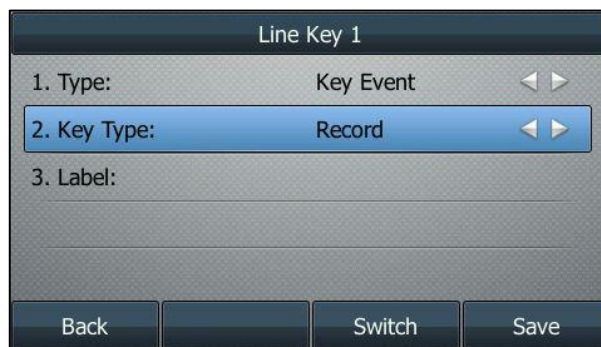 Line Key 1
1. Type: Key Event
2. Key Type: Record
3. Label:
Back Switch Save